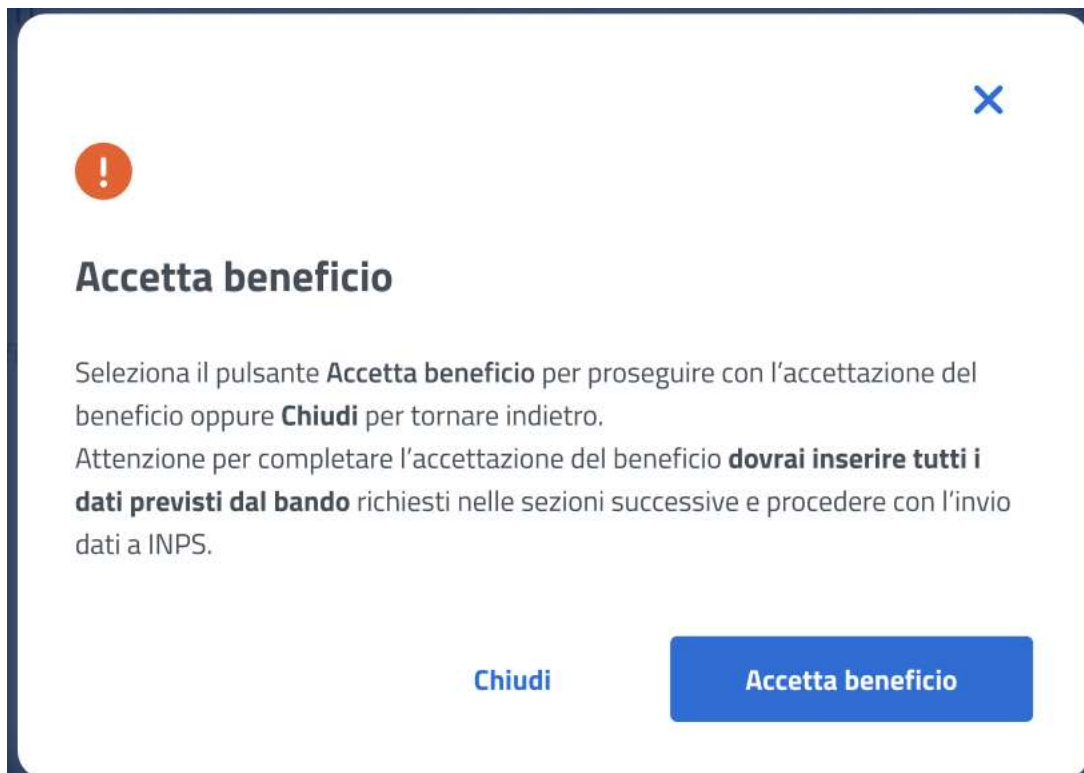 Accetta beneficio
Seleziona il pulsante Accetta beneficio per proseguire con l’accettazione del
beneficio oppure Chiudi per tornare indietro.
Attenzione per completare l’accettazione del beneficio dovrai inserire tutti i
dati previsti dal bando richiesti nelle sezioni successive e procedere con l’invio
dati a INPS.
Chiudi
Accetta beneficio